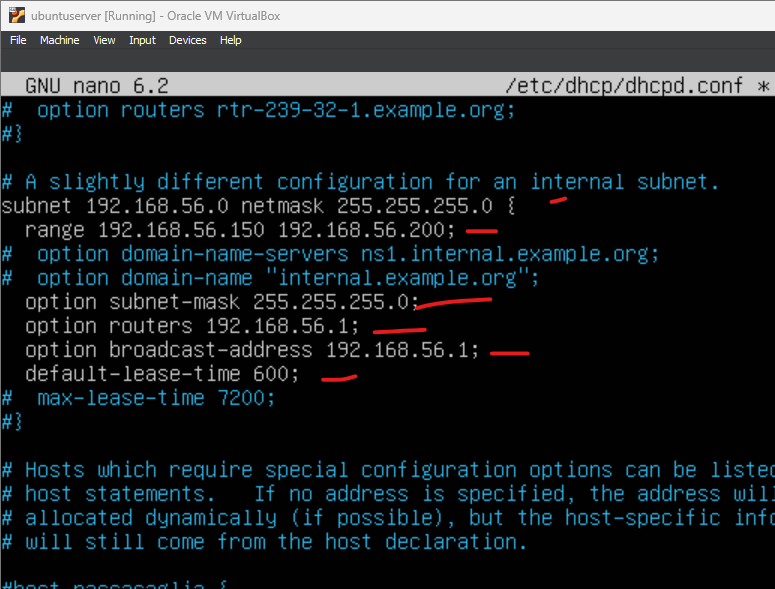 ubuntuserver [Running] - Oracle VM VirtualBox
File Machine View Input Devices Help
GNU nano 6.2 /etc/dhcp/dhcpd.conf *
#  option routers rtr-239-32-1.example.org;
#}
# A slightly different configuration for an internal subnet.
subnet 192.168.56.0 netmask 255.255.255.0 {
  range 192.168.56.150 192.168.56.200;
#  option domain-name-servers ns1.internal.example.org;
#  option domain-name "internal.example.org";
  option subnet-mask 255.255.255.0;
  option routers 192.168.56.1;
  option broadcast-address 192.168.56.1;
  default-lease-time 600;
#  max-lease-time 7200;
#}
# Hosts which require special configuration options can be listed
# host statements.   If no address is specified, the address will
# allocated dynamically (if possible), but the host-specific info
# will still come from the host declaration.
#host passacaglia {